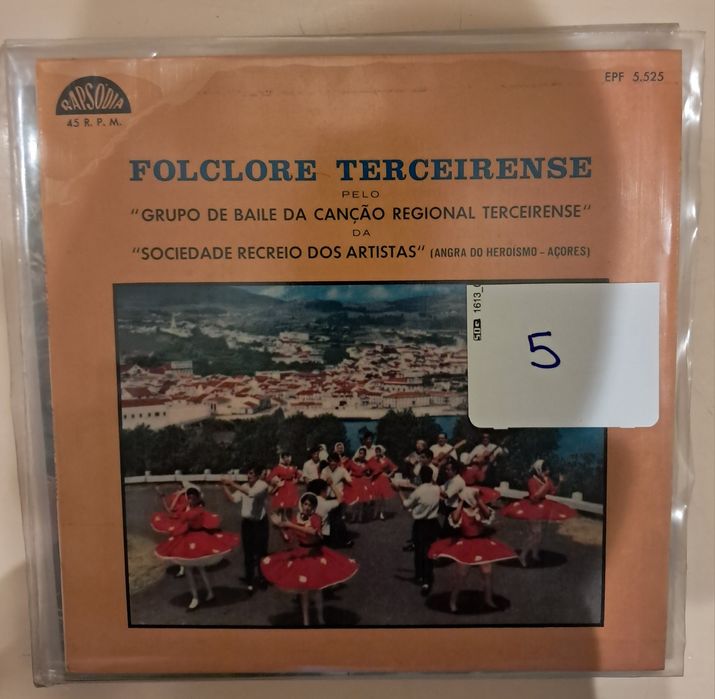 RAPSÓDIA
45 R. P. M.
EPF 5.525
FOLCLORE TERCEIRENSE
PELO
"GRUPO DE BAILE DA CANÇÃO REGIONAL TERCEIRENSE"
DA
"SOCIEDADE RECREIO DOS ARTISTAS" (ANGRA DO HEROÍSMO - AÇORES)
5